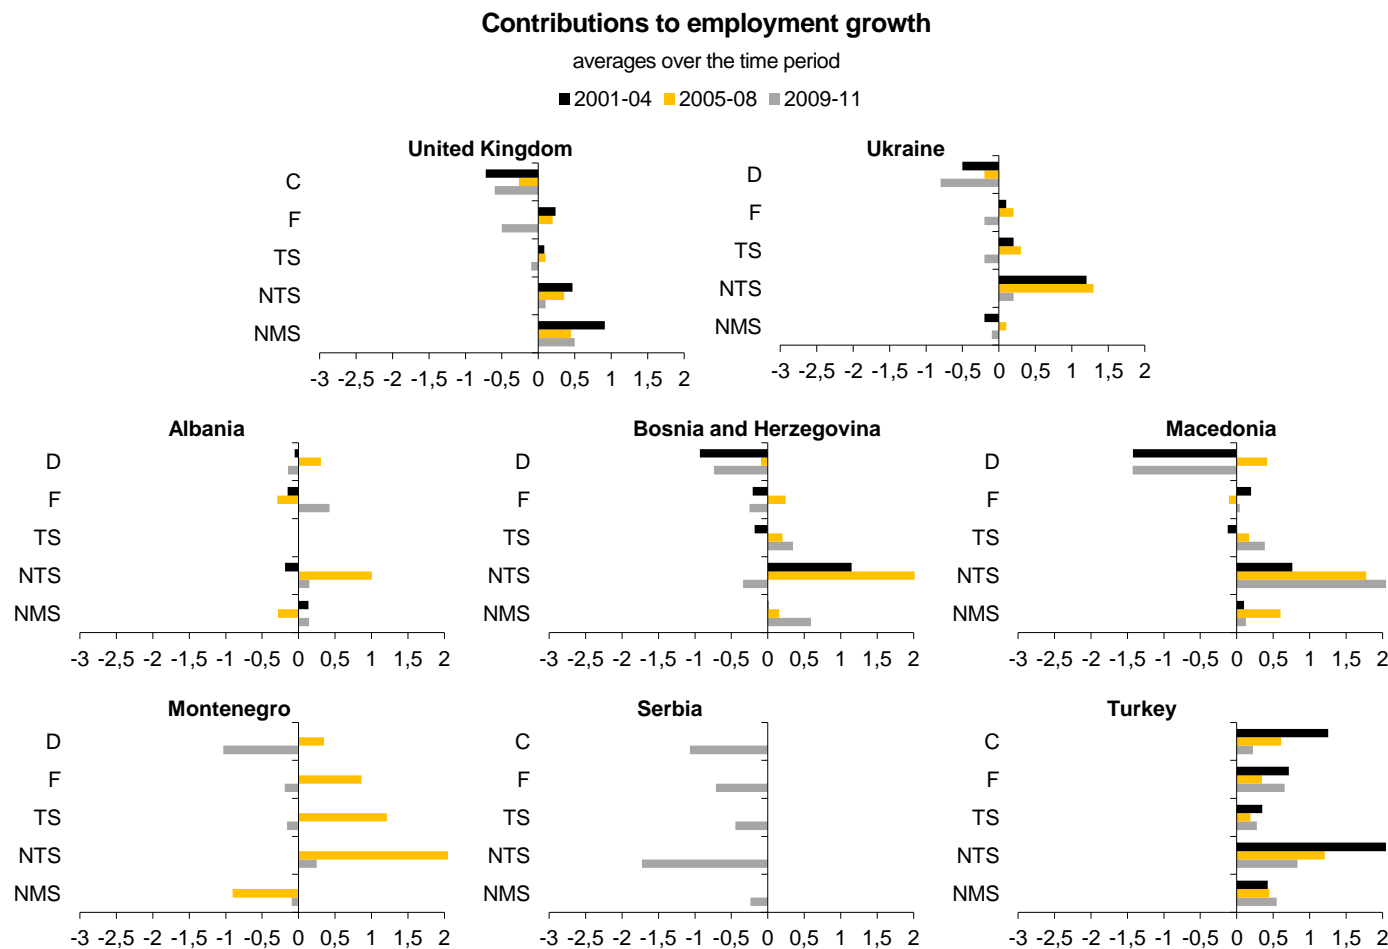 Contributions to employment growth
averages over the time period
2001-04 2005-08 2009-11
United Kingdom
C
F
TS
NTS
NMS
-3 -2,5 -2 -1,5 -1 -0,5 0 0,5 1 1,5 2
Ukraine
D
F
TS
NTS
NMS
-3 -2,5 -2 -1,5 -1 -0,5 0 0,5 1 1,5 2
Albania
D
F
TS
NTS
NMS
-3 -2,5 -2 -1,5 -1 -0,5 0 0,5 1 1,5 2
Bosnia and Herzegovina
D
F
TS
NTS
NMS
-3 -2,5 -2 -1,5 -1 -0,5 0 0,5 1 1,5 2
Macedonia
D
F
TS
NTS
NMS
-3 -2,5 -2 -1,5 -1 -0,5 0 0,5 1 1,5 2
Montenegro
D
F
TS
NTS
NMS
-3 -2,5 -2 -1,5 -1 -0,5 0 0,5 1 1,5 2
Serbia
C
F
TS
NTS
NMS
-3 -2,5 -2 -1,5 -1 -0,5 0 0,5 1 1,5 2
Turkey
C
F
TS
NTS
NMS
-3 -2,5 -2 -1,5 -1 -0,5 0 0,5 1 1,5 2